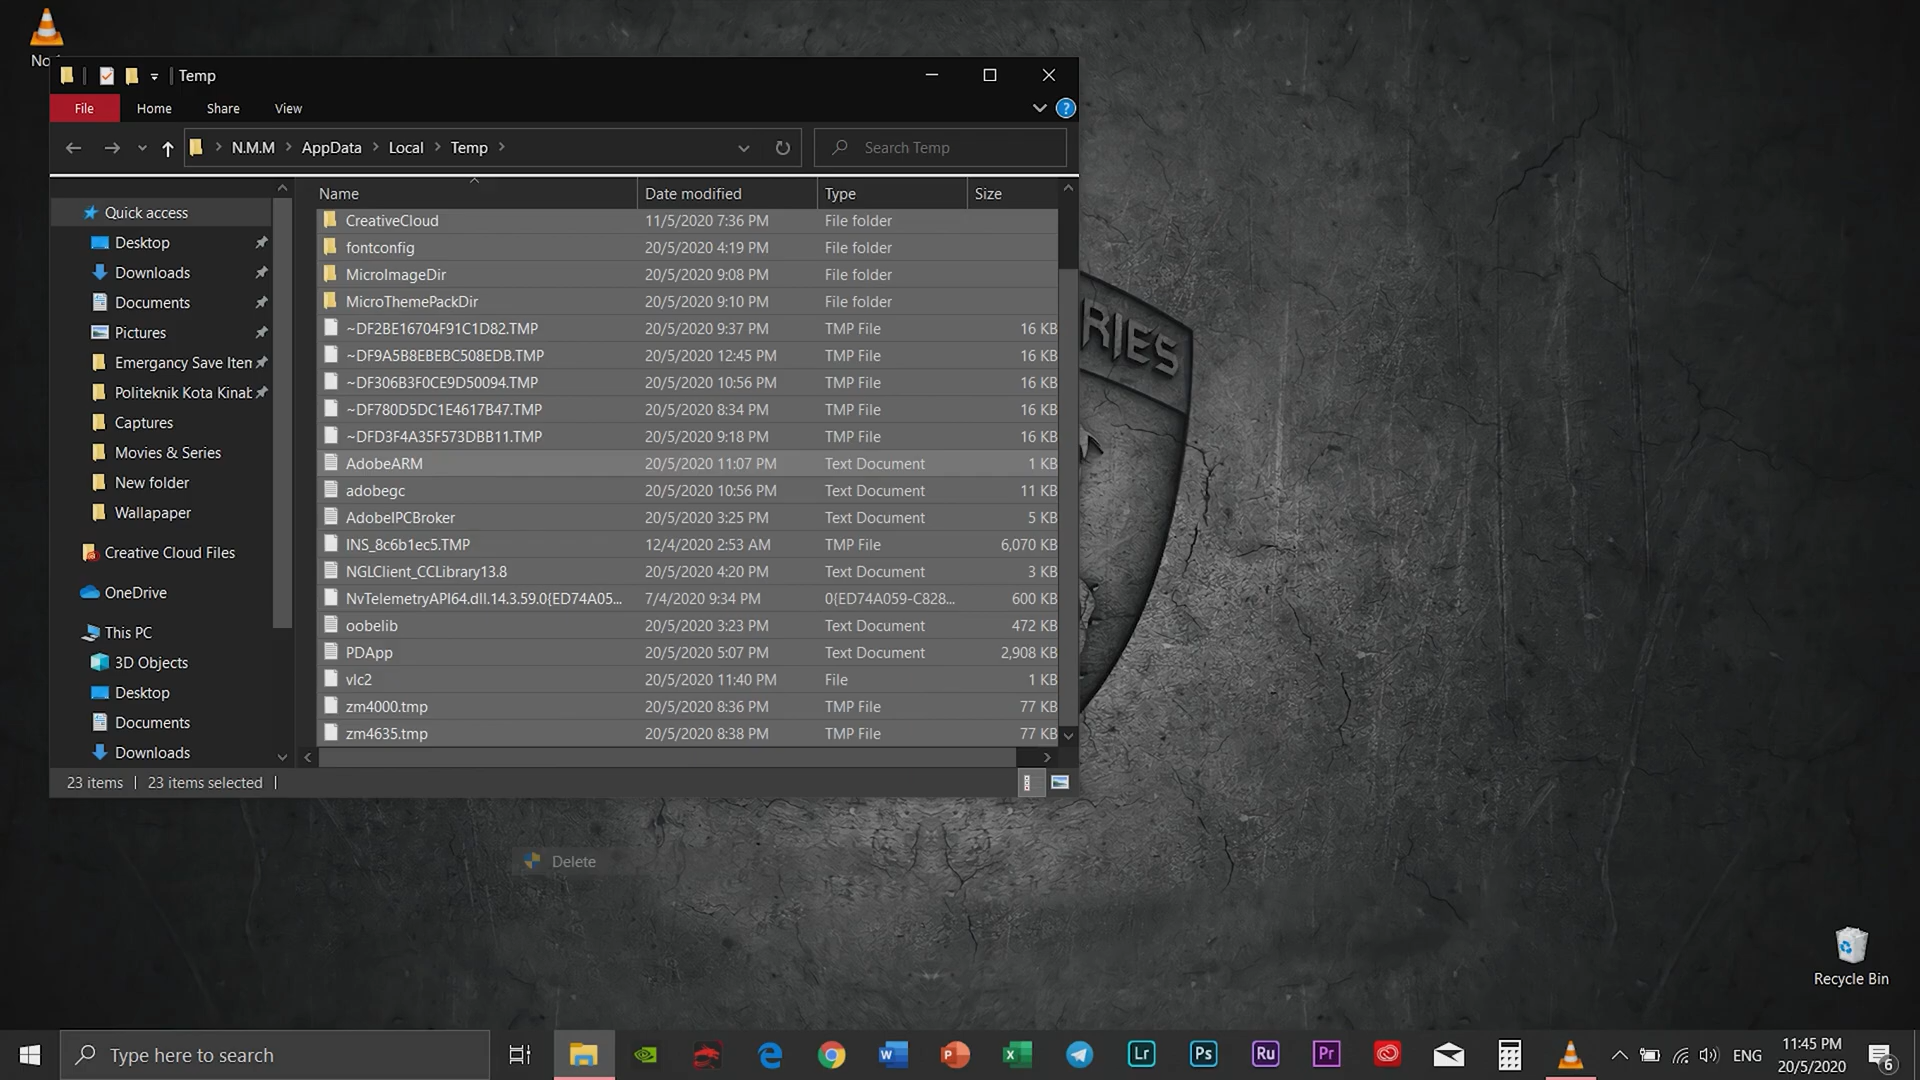 No
Temp
File
Home
Share
View
?
N.M.M
AppData
Local
Temp
Search Temp
Name
Date modified
Type
Size
Quick access
Desktop
Downloads
Documents
Pictures
Emergancy Save Iten
Politeknik Kota Kinab
Captures
Movies & Series
New folder
Wallapaper
Creative Cloud Files
OneDrive
This PC
3D Objects
Desktop
Documents
Downloads
CreativeCloud 11/5/2020 7:36 PM File folder
fontconfig 20/5/2020 4:19 PM File folder
MicroImageDir 20/5/2020 9:08 PM File folder
MicroThemePackDir 20/5/2020 9:10 PM File folder
~DF2BE16704F91C1D82.TMP 20/5/2020 9:37 PM TMP File 16 KB
~DF9A5B8EBEBC508EDB.TMP 20/5/2020 12:45 PM TMP File 16 KB
~DF306B3F0CE9D50094.TMP 20/5/2020 10:56 PM TMP File 16 KB
~DF780D5DC1E4617B47.TMP 20/5/2020 8:34 PM TMP File 16 KB
~DFD3F4A35F573DBB11.TMP 20/5/2020 9:18 PM TMP File 16 KB
AdobeARM 20/5/2020 11:07 PM Text Document 1 KB
adobegc 20/5/2020 10:56 PM Text Document 11 KB
AdobeIPCBroker 20/5/2020 3:25 PM Text Document 5 KB
INS_8c6b1ec5.TMP 12/4/2020 2:53 AM TMP File 6,070 KB
NGLClient_CCLibrary13.8 20/5/2020 4:20 PM Text Document 3 KB
NvTelemetryAPI64.dll.14.3.59.0{ED74A05... 7/4/2020 9:34 PM 0{ED74A059-C828... 600 KB
oobelib 20/5/2020 3:23 PM Text Document 472 KB
PDApp 20/5/2020 5:07 PM Text Document 2,908 KB
vlc2 20/5/2020 11:40 PM File 1 KB
zm4000.tmp 20/5/2020 8:36 PM TMP File 77 KB
zm4635.tmp 20/5/2020 8:38 PM TMP File 77 KB
23 items
23 items selected
RIES
Delete
Recycle Bin
Type here to search
Lr
Ps
Ru
Pr
ENG
11:45 PM
20/5/2020
6